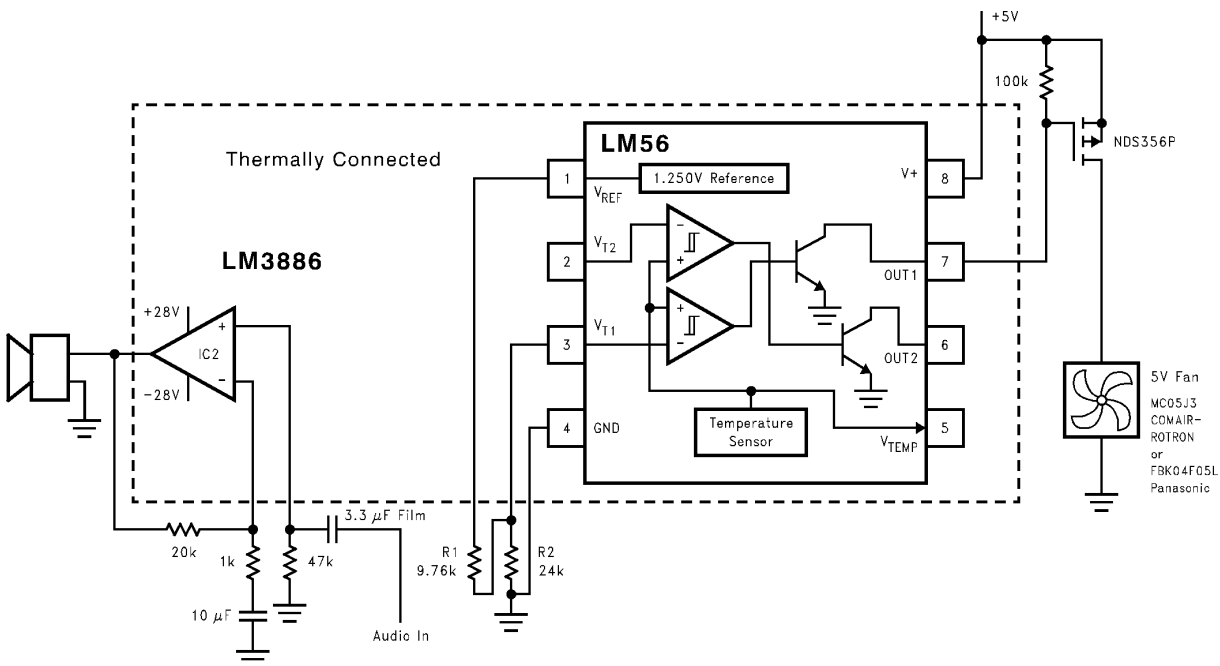 +5V
100k
NDS356P
Thermally Connected
LM56
1
VREF
1.250V Reference
V+
8
2
VT2
LM3886
OUT1
7
+28V
IC2
−28V
+
−
3
VT1
−
+
+
−
OUT2
6
4
GND
Temperature
Sensor
VTEMP
5
5V Fan
MC05J3
COMAIR-
ROTRON
or
FBK04F05L
Panasonic
3.3 μF Film
20k
1k
47k
10 μF
Audio In
R1
9.76k
R2
24k